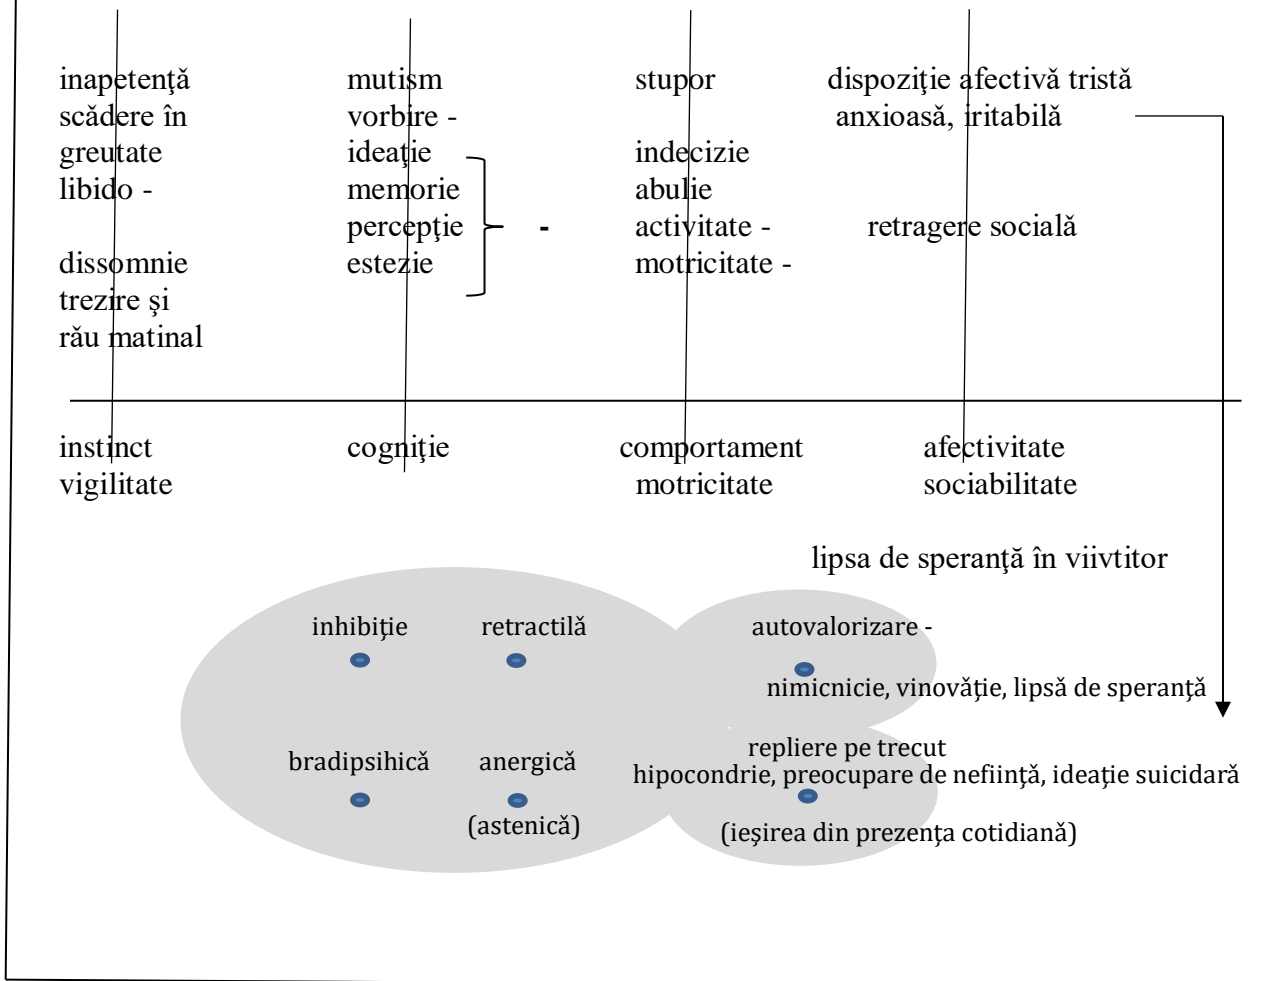 inapetenţă
scădere în
greutate
libido -
dissomnie
trezire şi
rău matinal
mutism
vorbire -
ideaţie
memorie
percepţie
estezie
-
stupor
indecizie
abulie
activitate -
motricitate -
dispoziţie afectivă tristă
anxioasă, iritabilă
retragere socială
instinct
vigilitate
cogniţie
comportament
motricitate
afectivitate
sociabilitate
lipsa de speranţă în viivtitor
inhibiţie
retractilă
bradipsihică
anergică
(astenică)
autovalorizare -
nimicnicie, vinovăţie, lipsă de speranţă
repliere pe trecut
hipocondrie, preocupare de nefiinţă, ideaţie suicidară
(ieşirea din prezenţa cotidiană)